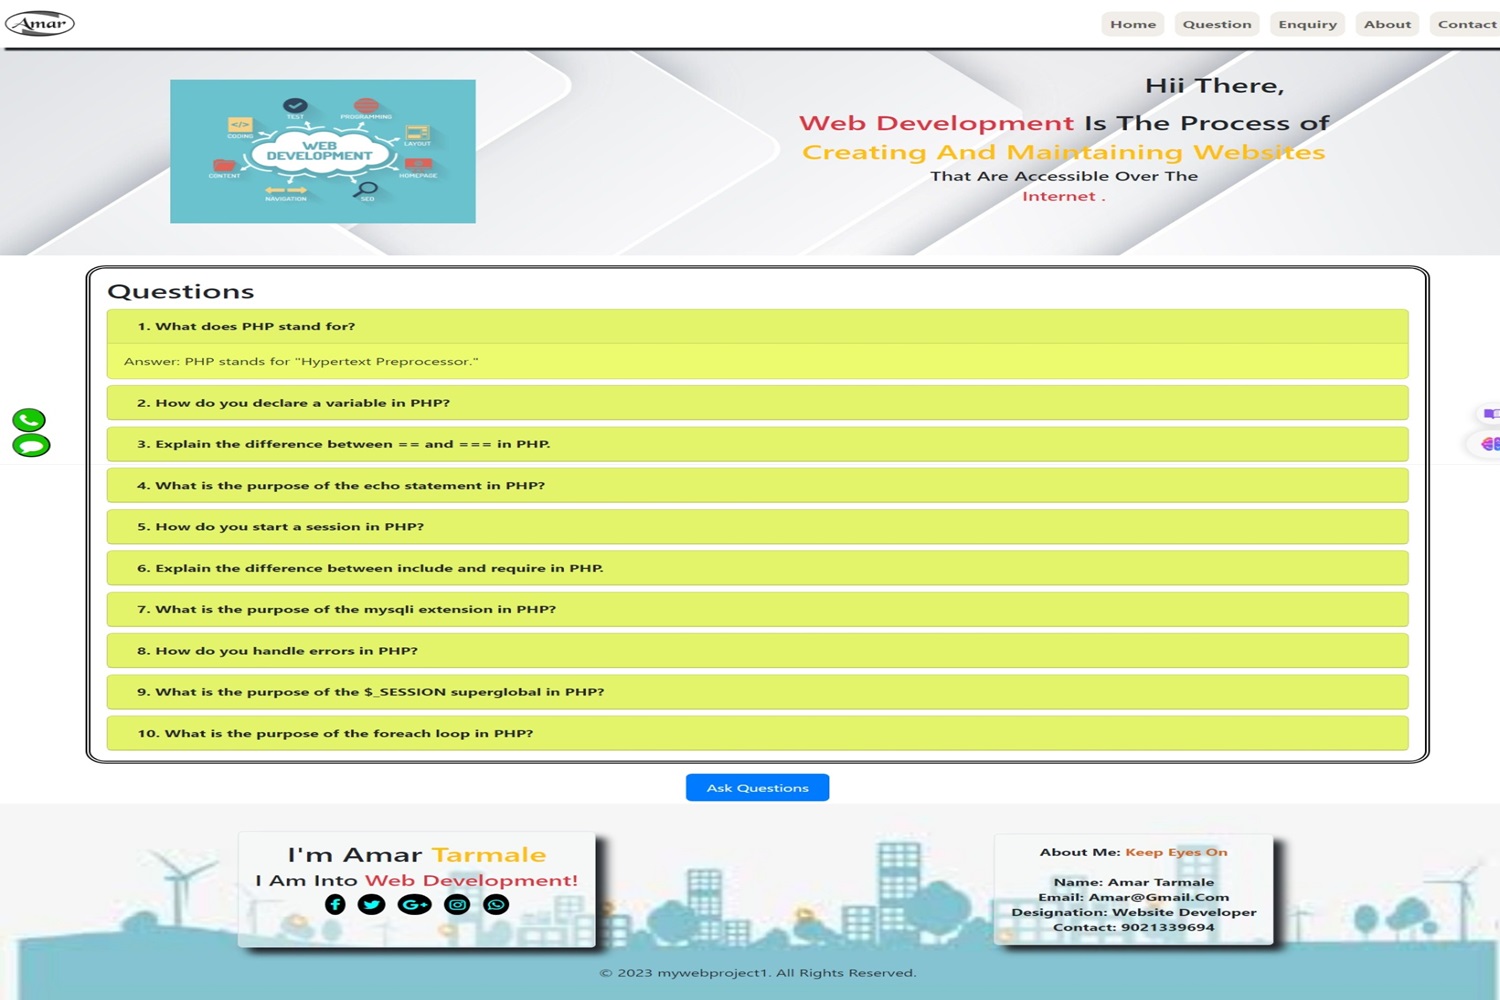 Amar
Home Question Enquiry About Contact
WEB
DEVELOPMENT
TEST
PROGRAMMING
CODING
LAYOUT
CONTENT
HOMEPAGE
NAVIGATION
SEO
Hii There,
Web Development Is The Process of
Creating And Maintaining Websites
That Are Accessible Over The
Internet .
Questions
1. What does PHP stand for?
Answer: PHP stands for "Hypertext Preprocessor."
2. How do you declare a variable in PHP?
3. Explain the difference between == and === in PHP.
4. What is the purpose of the echo statement in PHP?
5. How do you start a session in PHP?
6. Explain the difference between include and require in PHP.
7. What is the purpose of the mysqli extension in PHP?
8. How do you handle errors in PHP?
9. What is the purpose of the $_SESSION superglobal in PHP?
10. What is the purpose of the foreach loop in PHP?
Ask Questions
I'm Amar Tarmale
I Am Into Web Development!
About Me: Keep Eyes On
Name: Amar Tarmale
Email: Amar@Gmail.Com
Designation: Website Developer
Contact: 9021339694
© 2023 mywebproject1. All Rights Reserved.